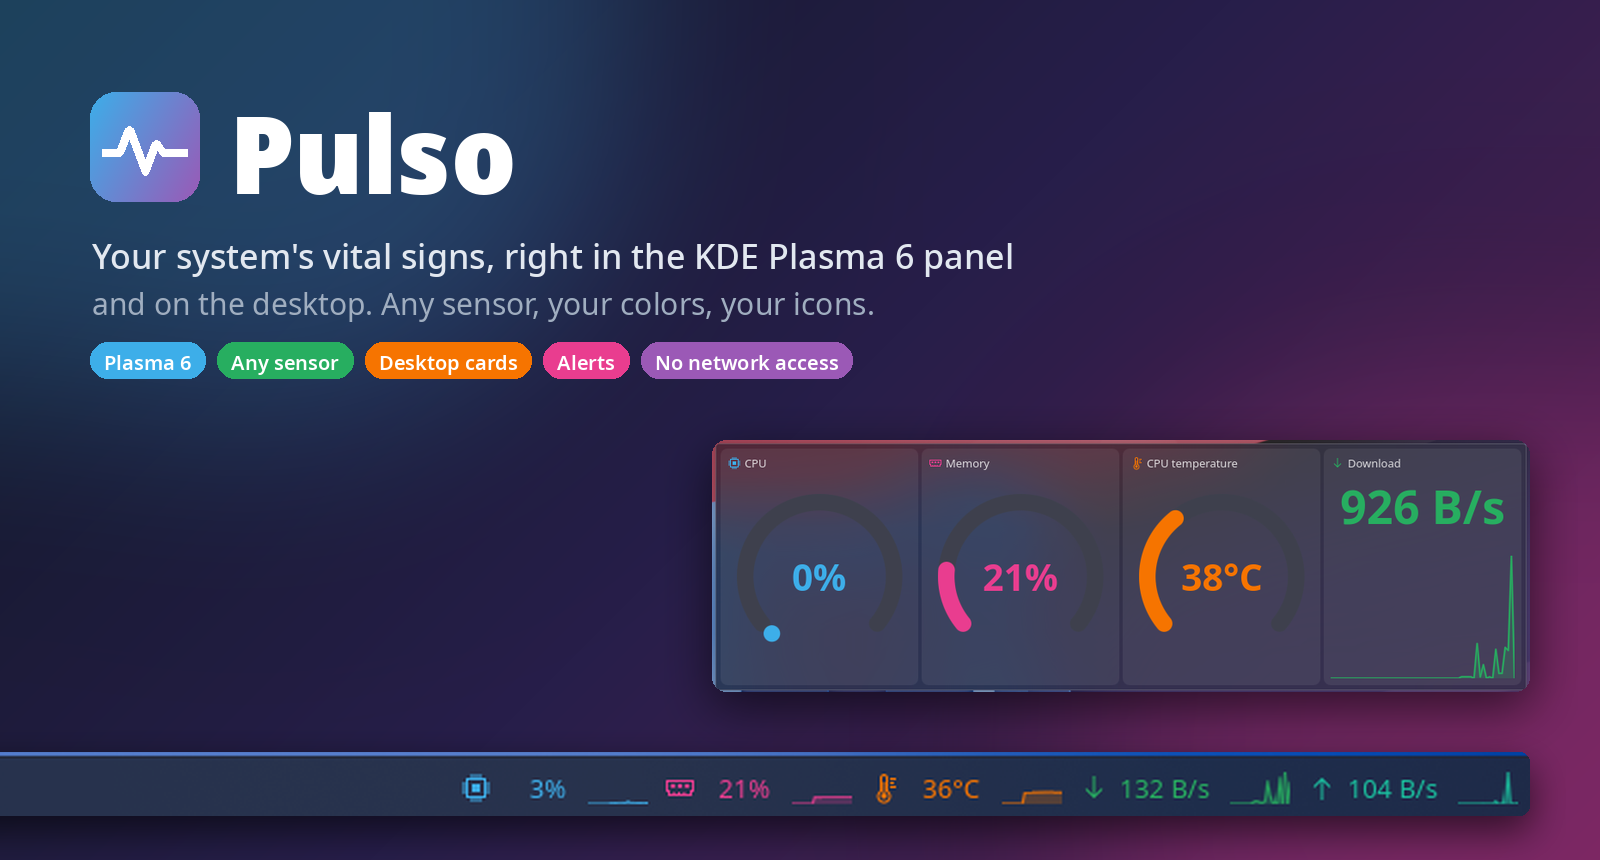 Pulso
Your system's vital signs, right in the KDE Plasma 6 panel
and on the desktop. Any sensor, your colors, your icons.
Plasma 6 Any sensor Desktop cards Alerts No network access
CPU Memory CPU temperature Download
926 B/s
0% 21% 38°C
3% 21% 36°C 132 B/s 104 B/s